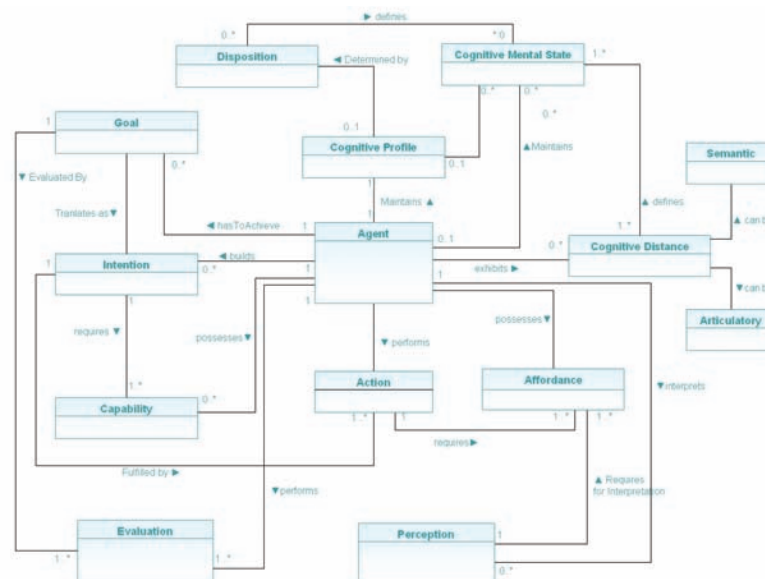 ► defines
0..*
*0
Disposition
Cognitive Mental State
1..*
◄ Determined by
0..*
0..*
0..*
1
Goal
0..1
Cognitive Profile
0..1
▲Maintains
Semantic
0..*
▼ Evaluated By
1
Maintains ▲
1
Tranlates as▼
◄ hasToAchieve
1
Agent
0..1
▲ defines
1..*
▲ can b
0..*
Cognitive Distance
1
Intention
0..*
◄ builds
1
exhibits ►
1
▼can b
1
1
Articulatory
requires ▼
possesses▼
possesses▼
▼ performs
1..*
0..*
Capability
Action
Affordance
▼interprets
1..*
1
1..*
1..*
requires►
Fulfilled by ►
▼performs
▲ Requires
for Interpretation
Evaluation
Perception
1
1..*
1..*
0..*